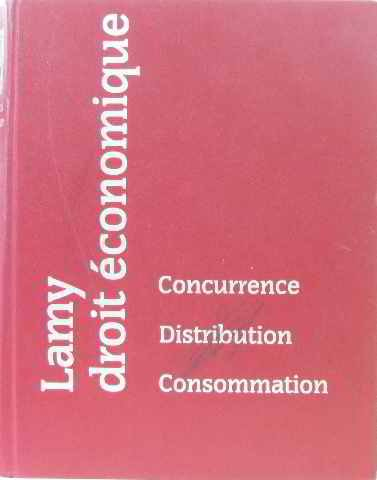 Lamy
droit économique
Concurrence
Distribution
Consommation